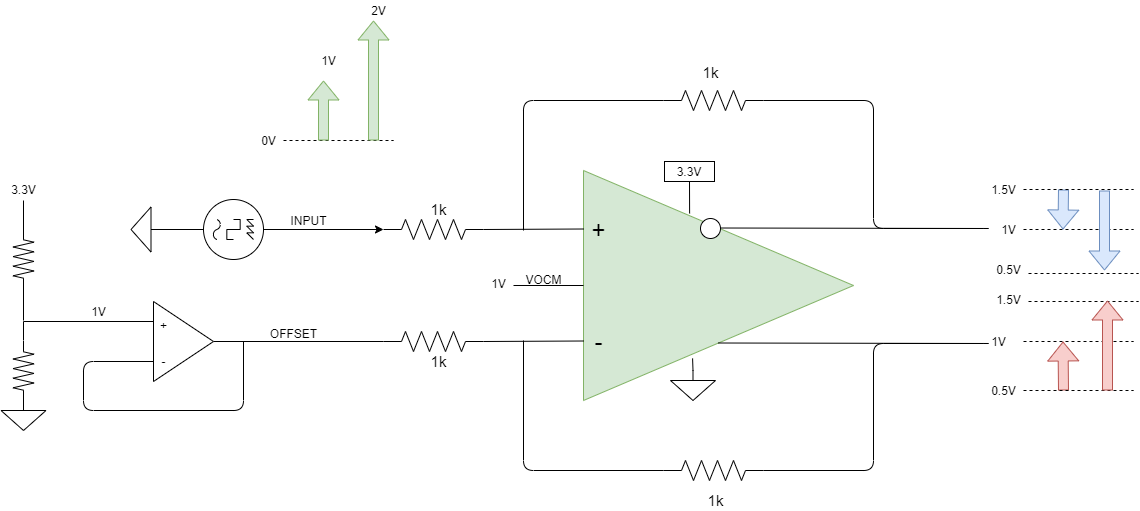 2V
1V
0V
1k
3.3V
3.3V
1k
INPUT
+
1.5V
1V
0.5V
1V
VOCM
1V
+
-
OFFSET
1k
-
1.5V
1V
0.5V
1k